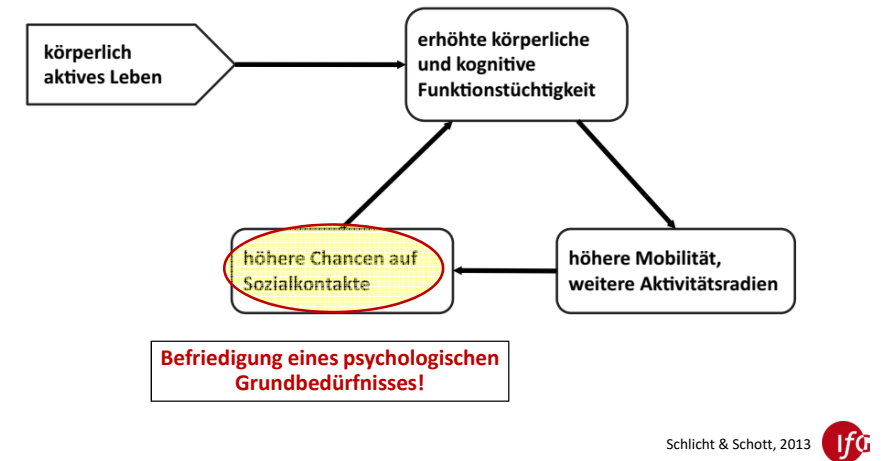 körperlich
aktives Leben
erhöhte körperliche
und kognitive
Funktionstüchtigkeit
höhere Chancen auf
Sozialkontakte
höhere Mobilität,
weitere Aktivitätsradien
Befriedigung eines psychologischen
Grundbedürfnisses!
Schlicht & Schott, 2013